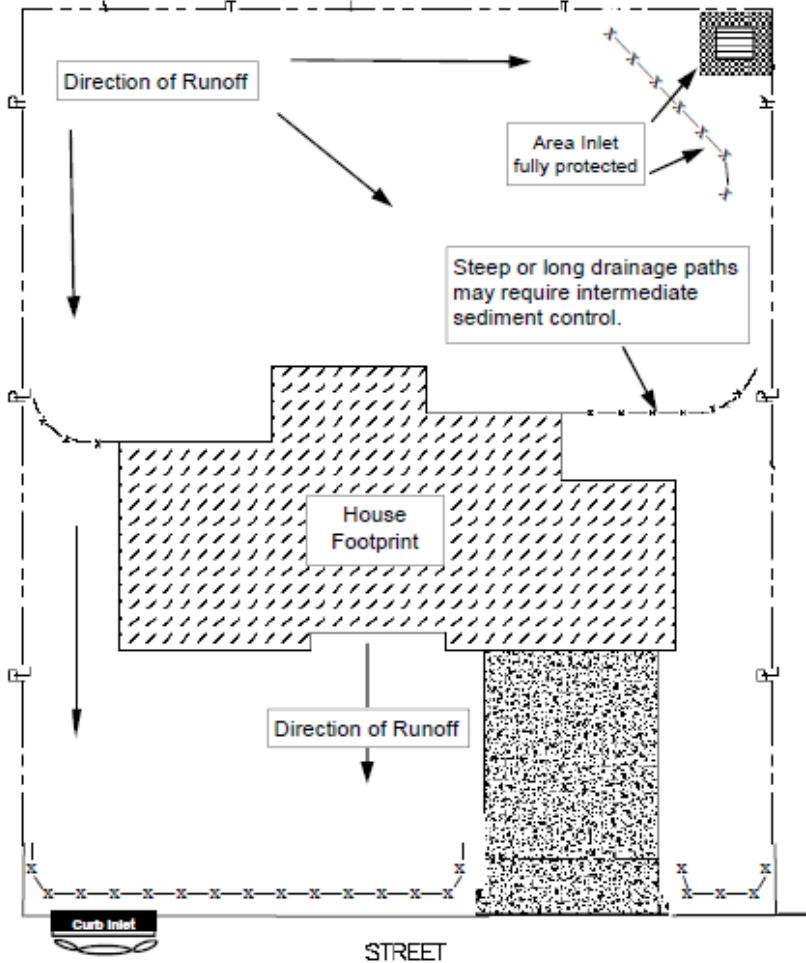 Direction of Runoff
Area Inlet
fully protected
Steep or long drainage paths
may require intermediate
sediment control.
House
Footprint
Direction of Runoff
Curb Inlet
STREET